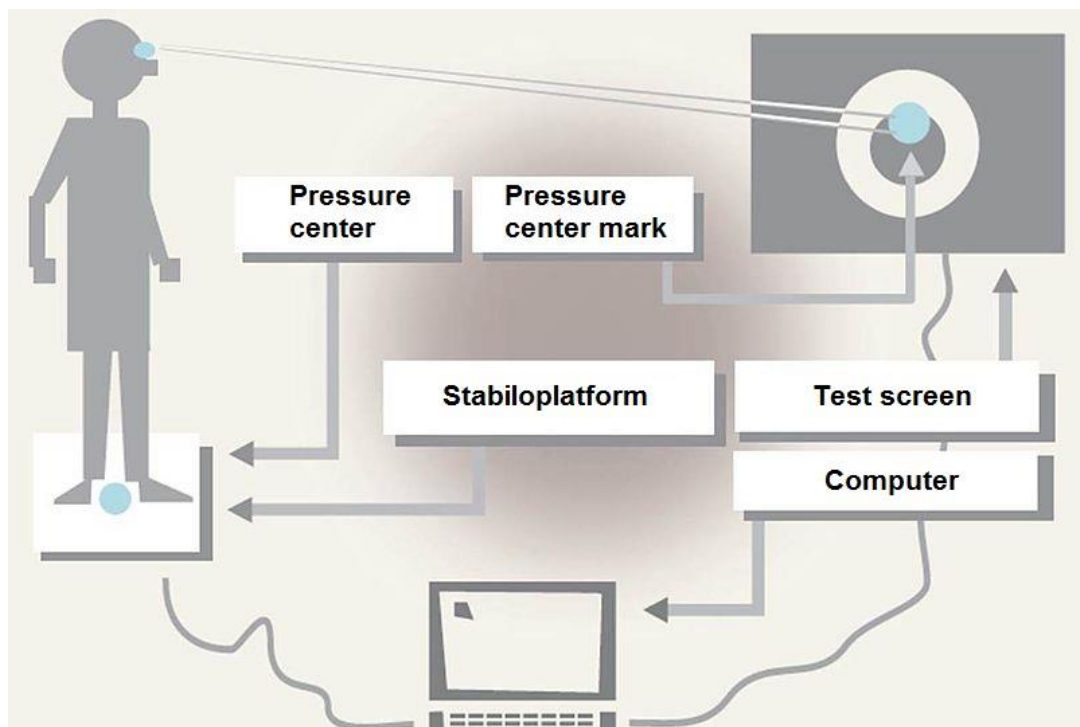 Pressure
center
Pressure
center mark
Stabiloplatform
Test screen
Computer